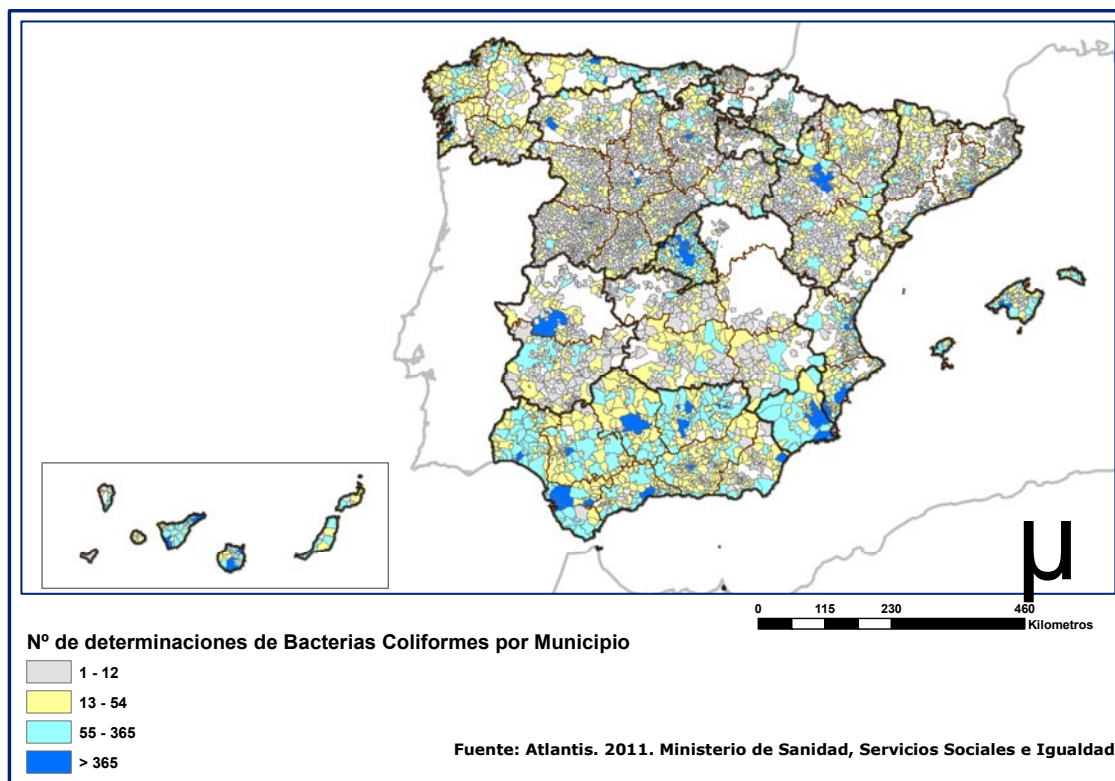 µ
0 115 230 460
Kilometros
Nº de determinaciones de Bacterias Coliformes por Municipio
1 - 12
13 - 54
55 - 365
> 365
Fuente: Atlantis. 2011. Ministerio de Sanidad, Servicios Sociales e Igualdad